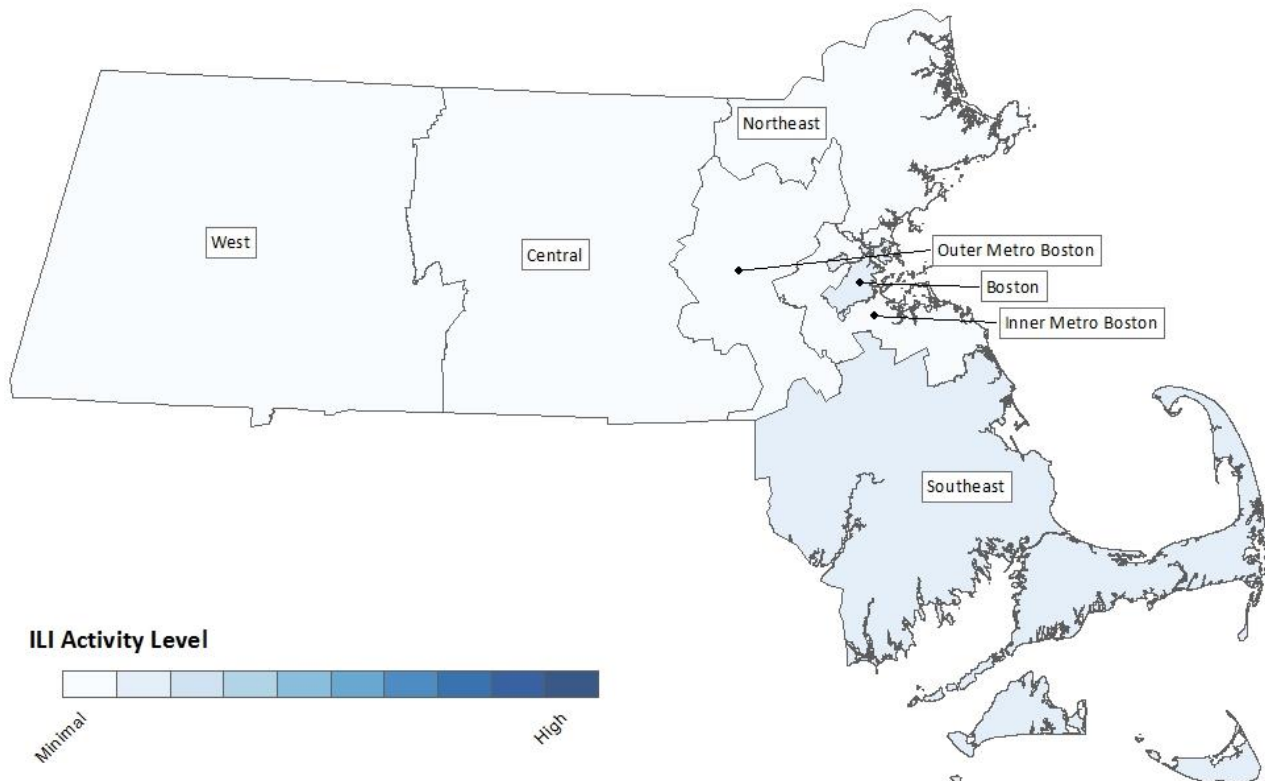 Northeast
West
Central
Outer Metro Boston
Boston
Inner Metro Boston
Southeast
ILI Activity Level
Minimal
High